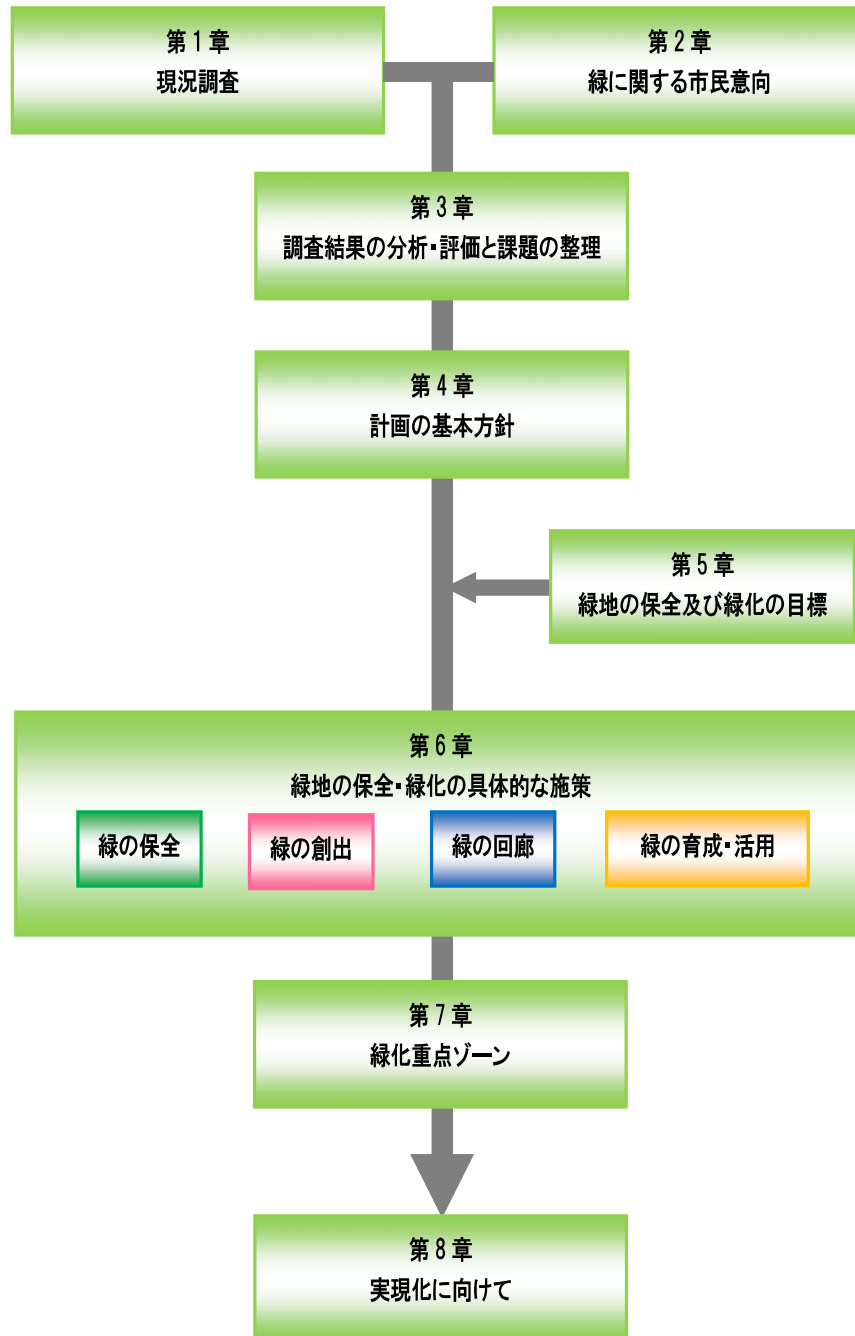 第1章
現況調査
第2章
緑に関する市民意向
第3章
調査結果の分析・評価と課題の整理
第4章
計画の基本方針
第5章
緑地の保全及び緑化の目標
第6章
緑地の保全・緑化の具体的な施策
緑の保全
緑の創出
緑の回廊
緑の育成・活用
第7章
緑化重点ゾーン
第8章
実現化に向けて